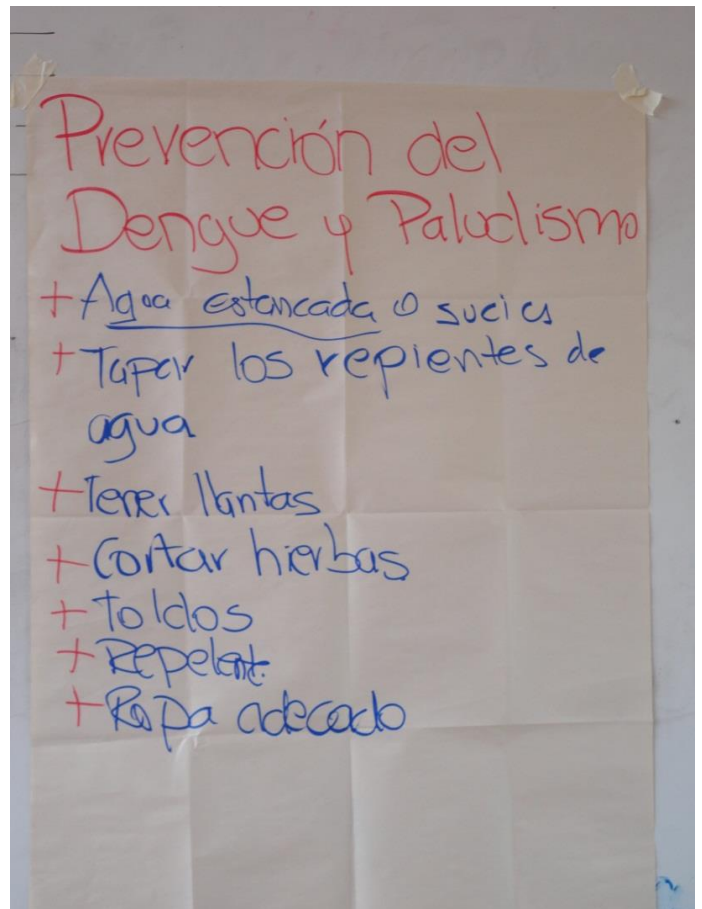 Prevención del
Dengue y Paludismo
+ Agua estancada o sucia
+ Tapar los repientes de
agua
+ Tener llantas
+ Cortar hierbas
+ Toldos
+ Repelente
+ Ropa adecado